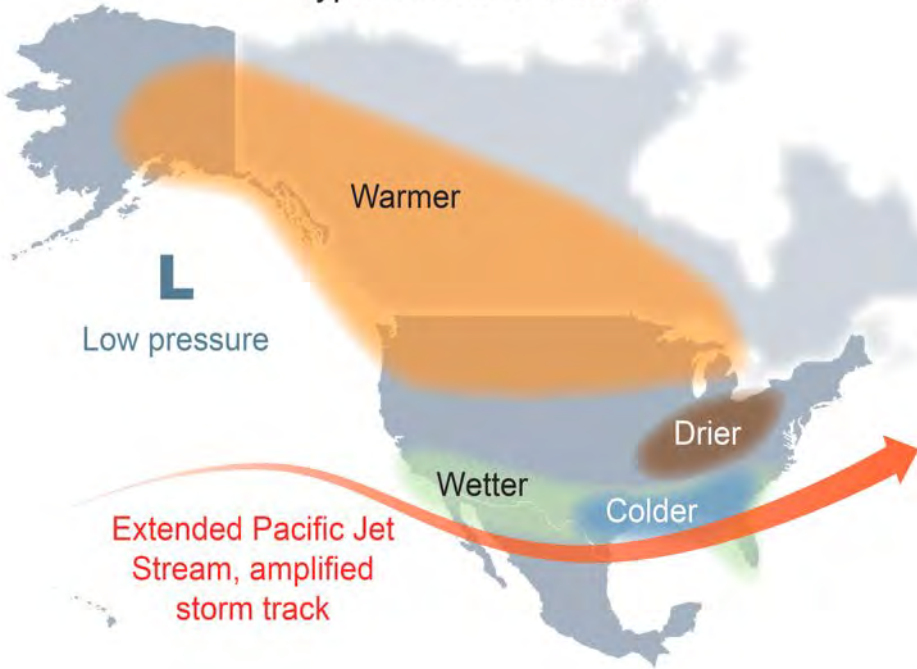 Warmer
L
Low pressure
Drier
Wetter
Colder
Extended Pacific Jet
Stream, amplified
storm track